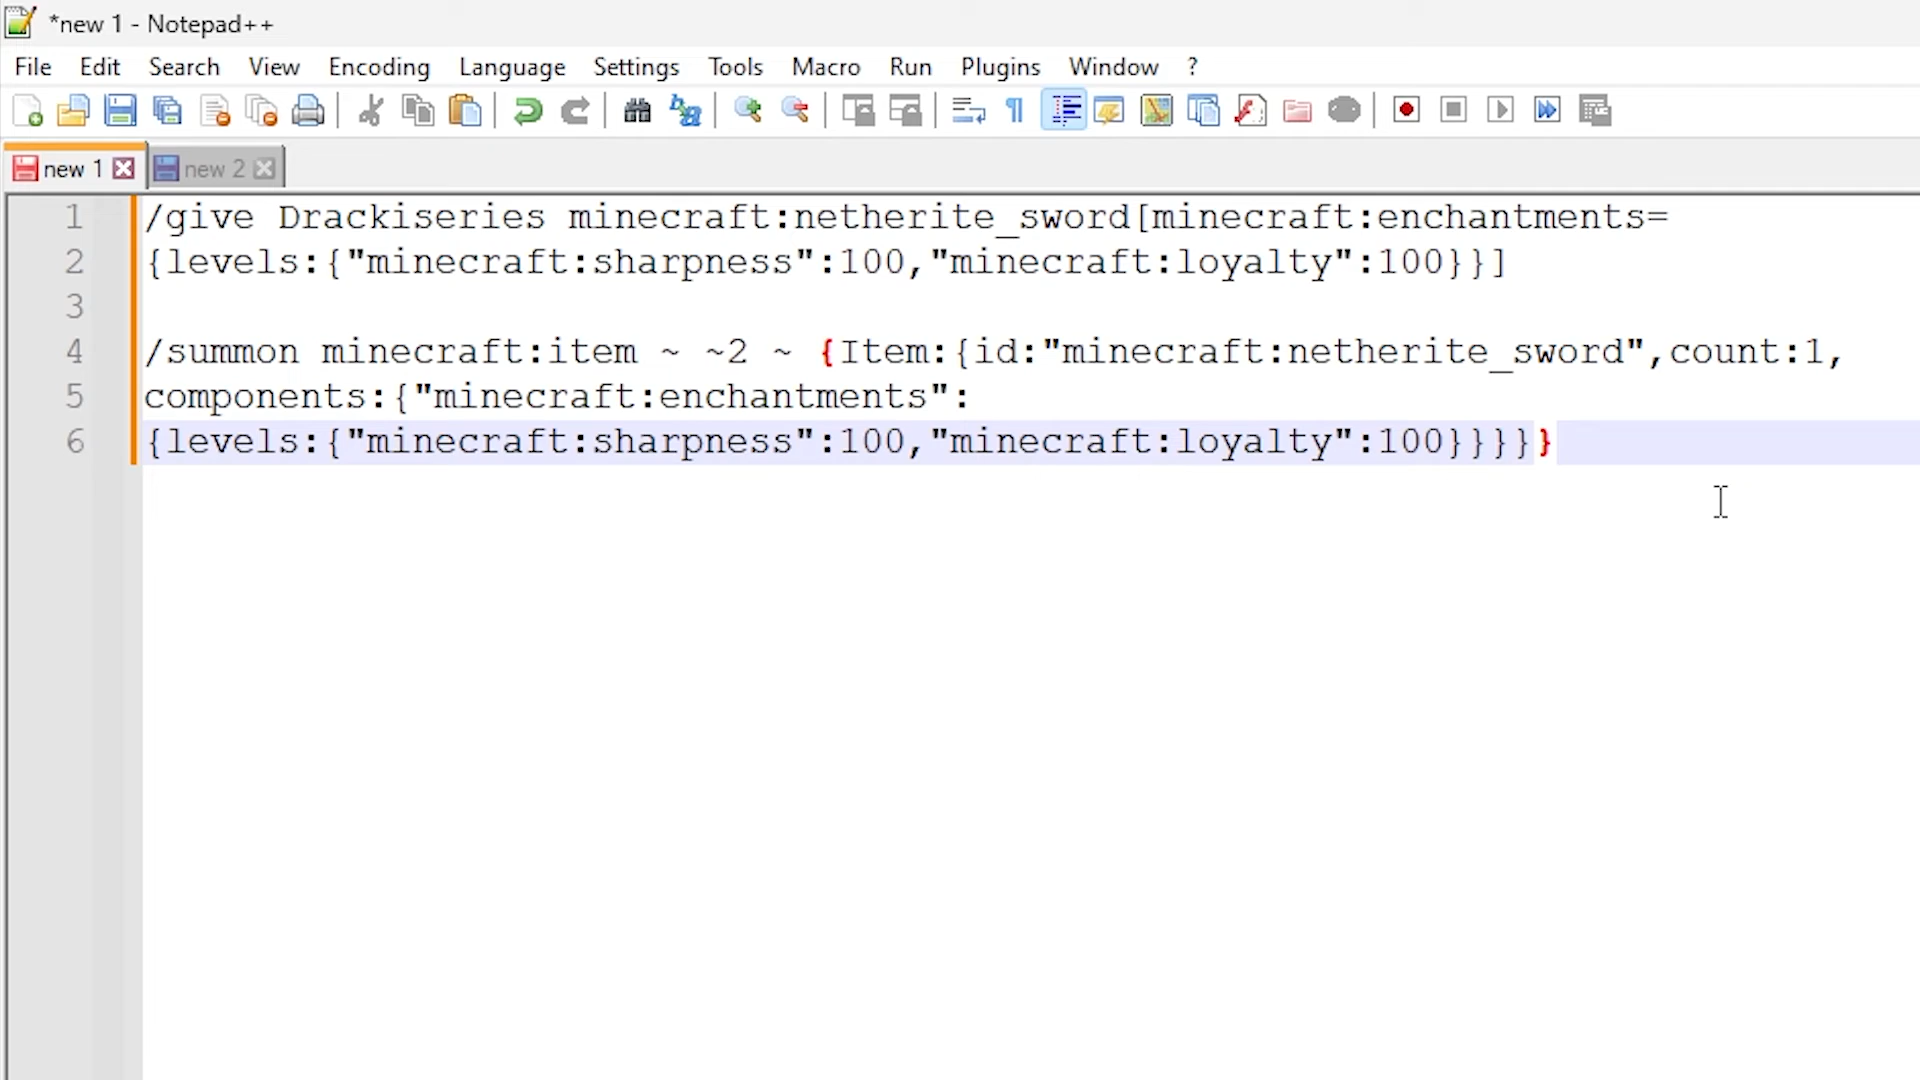 *new 1 - Notepad++
File Edit Search View Encoding Language Settings Tools Macro Run Plugins Window ?
new 1 new 2
1 /give Drackiseries minecraft:netherite_sword[minecraft:enchantments=
2 {levels:{"minecraft:sharpness":100,"minecraft:loyalty":100}}]
3
4 /summon minecraft:item ~ ~2 ~ {Item:{id:"minecraft:netherite_sword",count:1,
5 components:{"minecraft:enchantments":
6 {levels:{"minecraft:sharpness":100,"minecraft:loyalty":100}}}}}